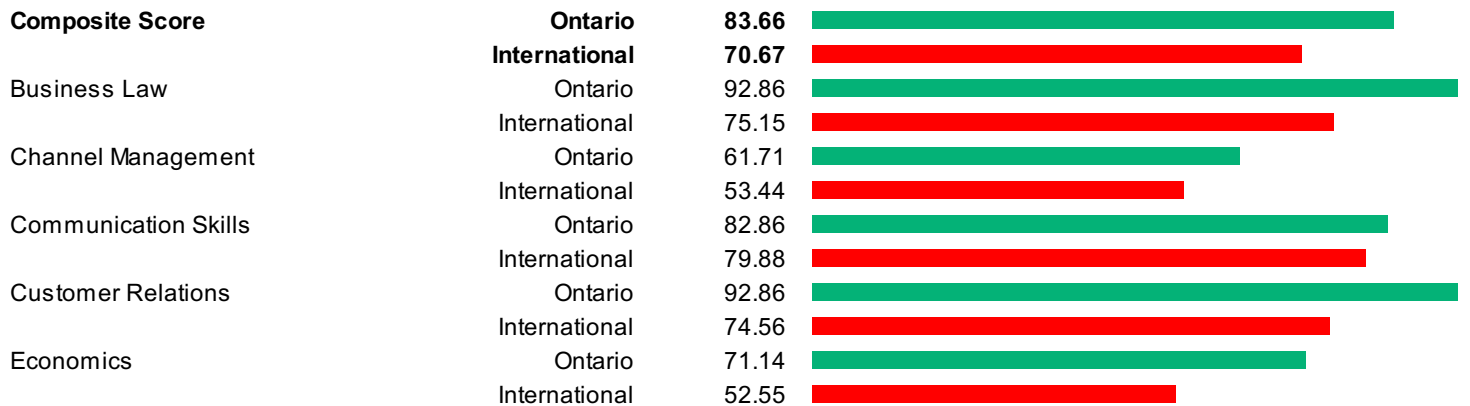 Composite Score Ontario 83.66
International 70.67
Business Law Ontario 92.86
International 75.15
Channel Management Ontario 61.71
International 53.44
Communication Skills Ontario 82.86
International 79.88
Customer Relations Ontario 92.86
International 74.56
Economics Ontario 71.14
International 52.55